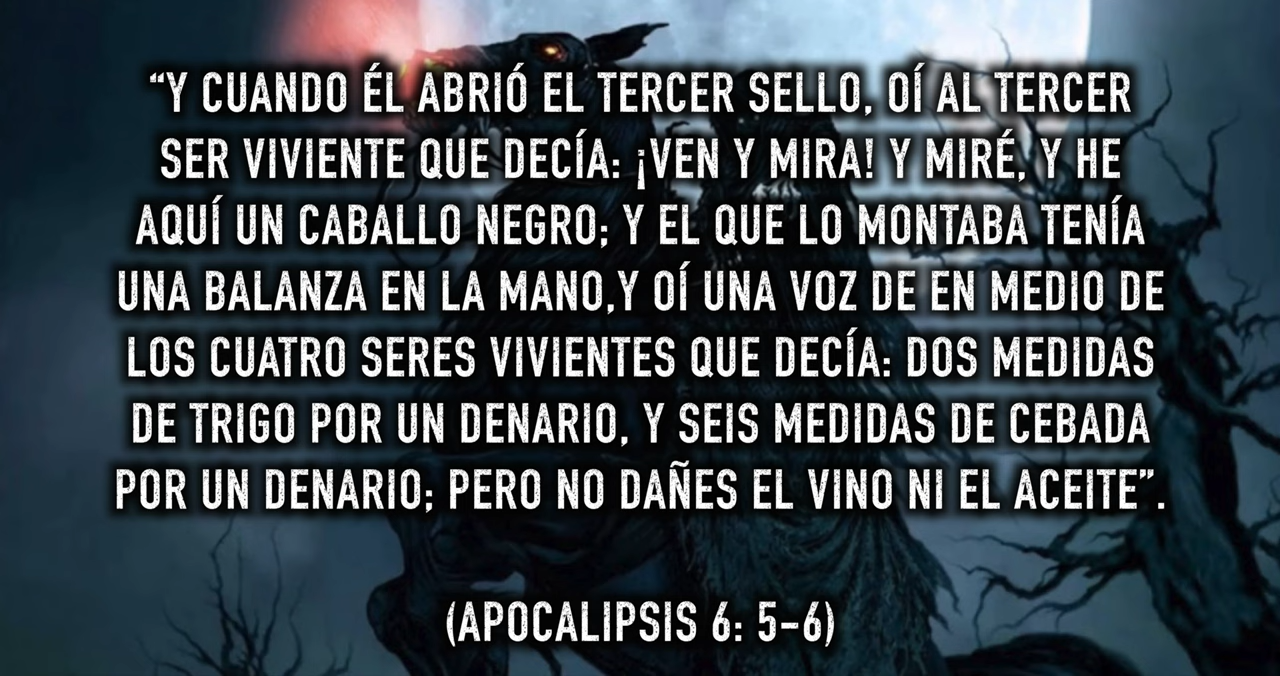 “Y CUANDO ÉL ABRIÓ EL TERCER SELLO, OÍ AL TERCER
SER VIVIENTE QUE DECÍA: ¡VEN Y MIRA! Y MIRÉ, Y HE
AQUÍ UN CABALLO NEGRO; Y EL QUE LO MONTABA TENÍA
UNA BALANZA EN LA MANO,Y OÍ UNA VOZ DE EN MEDIO DE
LOS CUATRO SERES VIVIENTES QUE DECÍA: DOS MEDIDAS
DE TRIGO POR UN DENARIO, Y SEIS MEDIDAS DE CEBADA
POR UN DENARIO; PERO NO DAÑES EL VINO NI EL ACEITE”.
(APOCALIPSIS 6: 5-6)